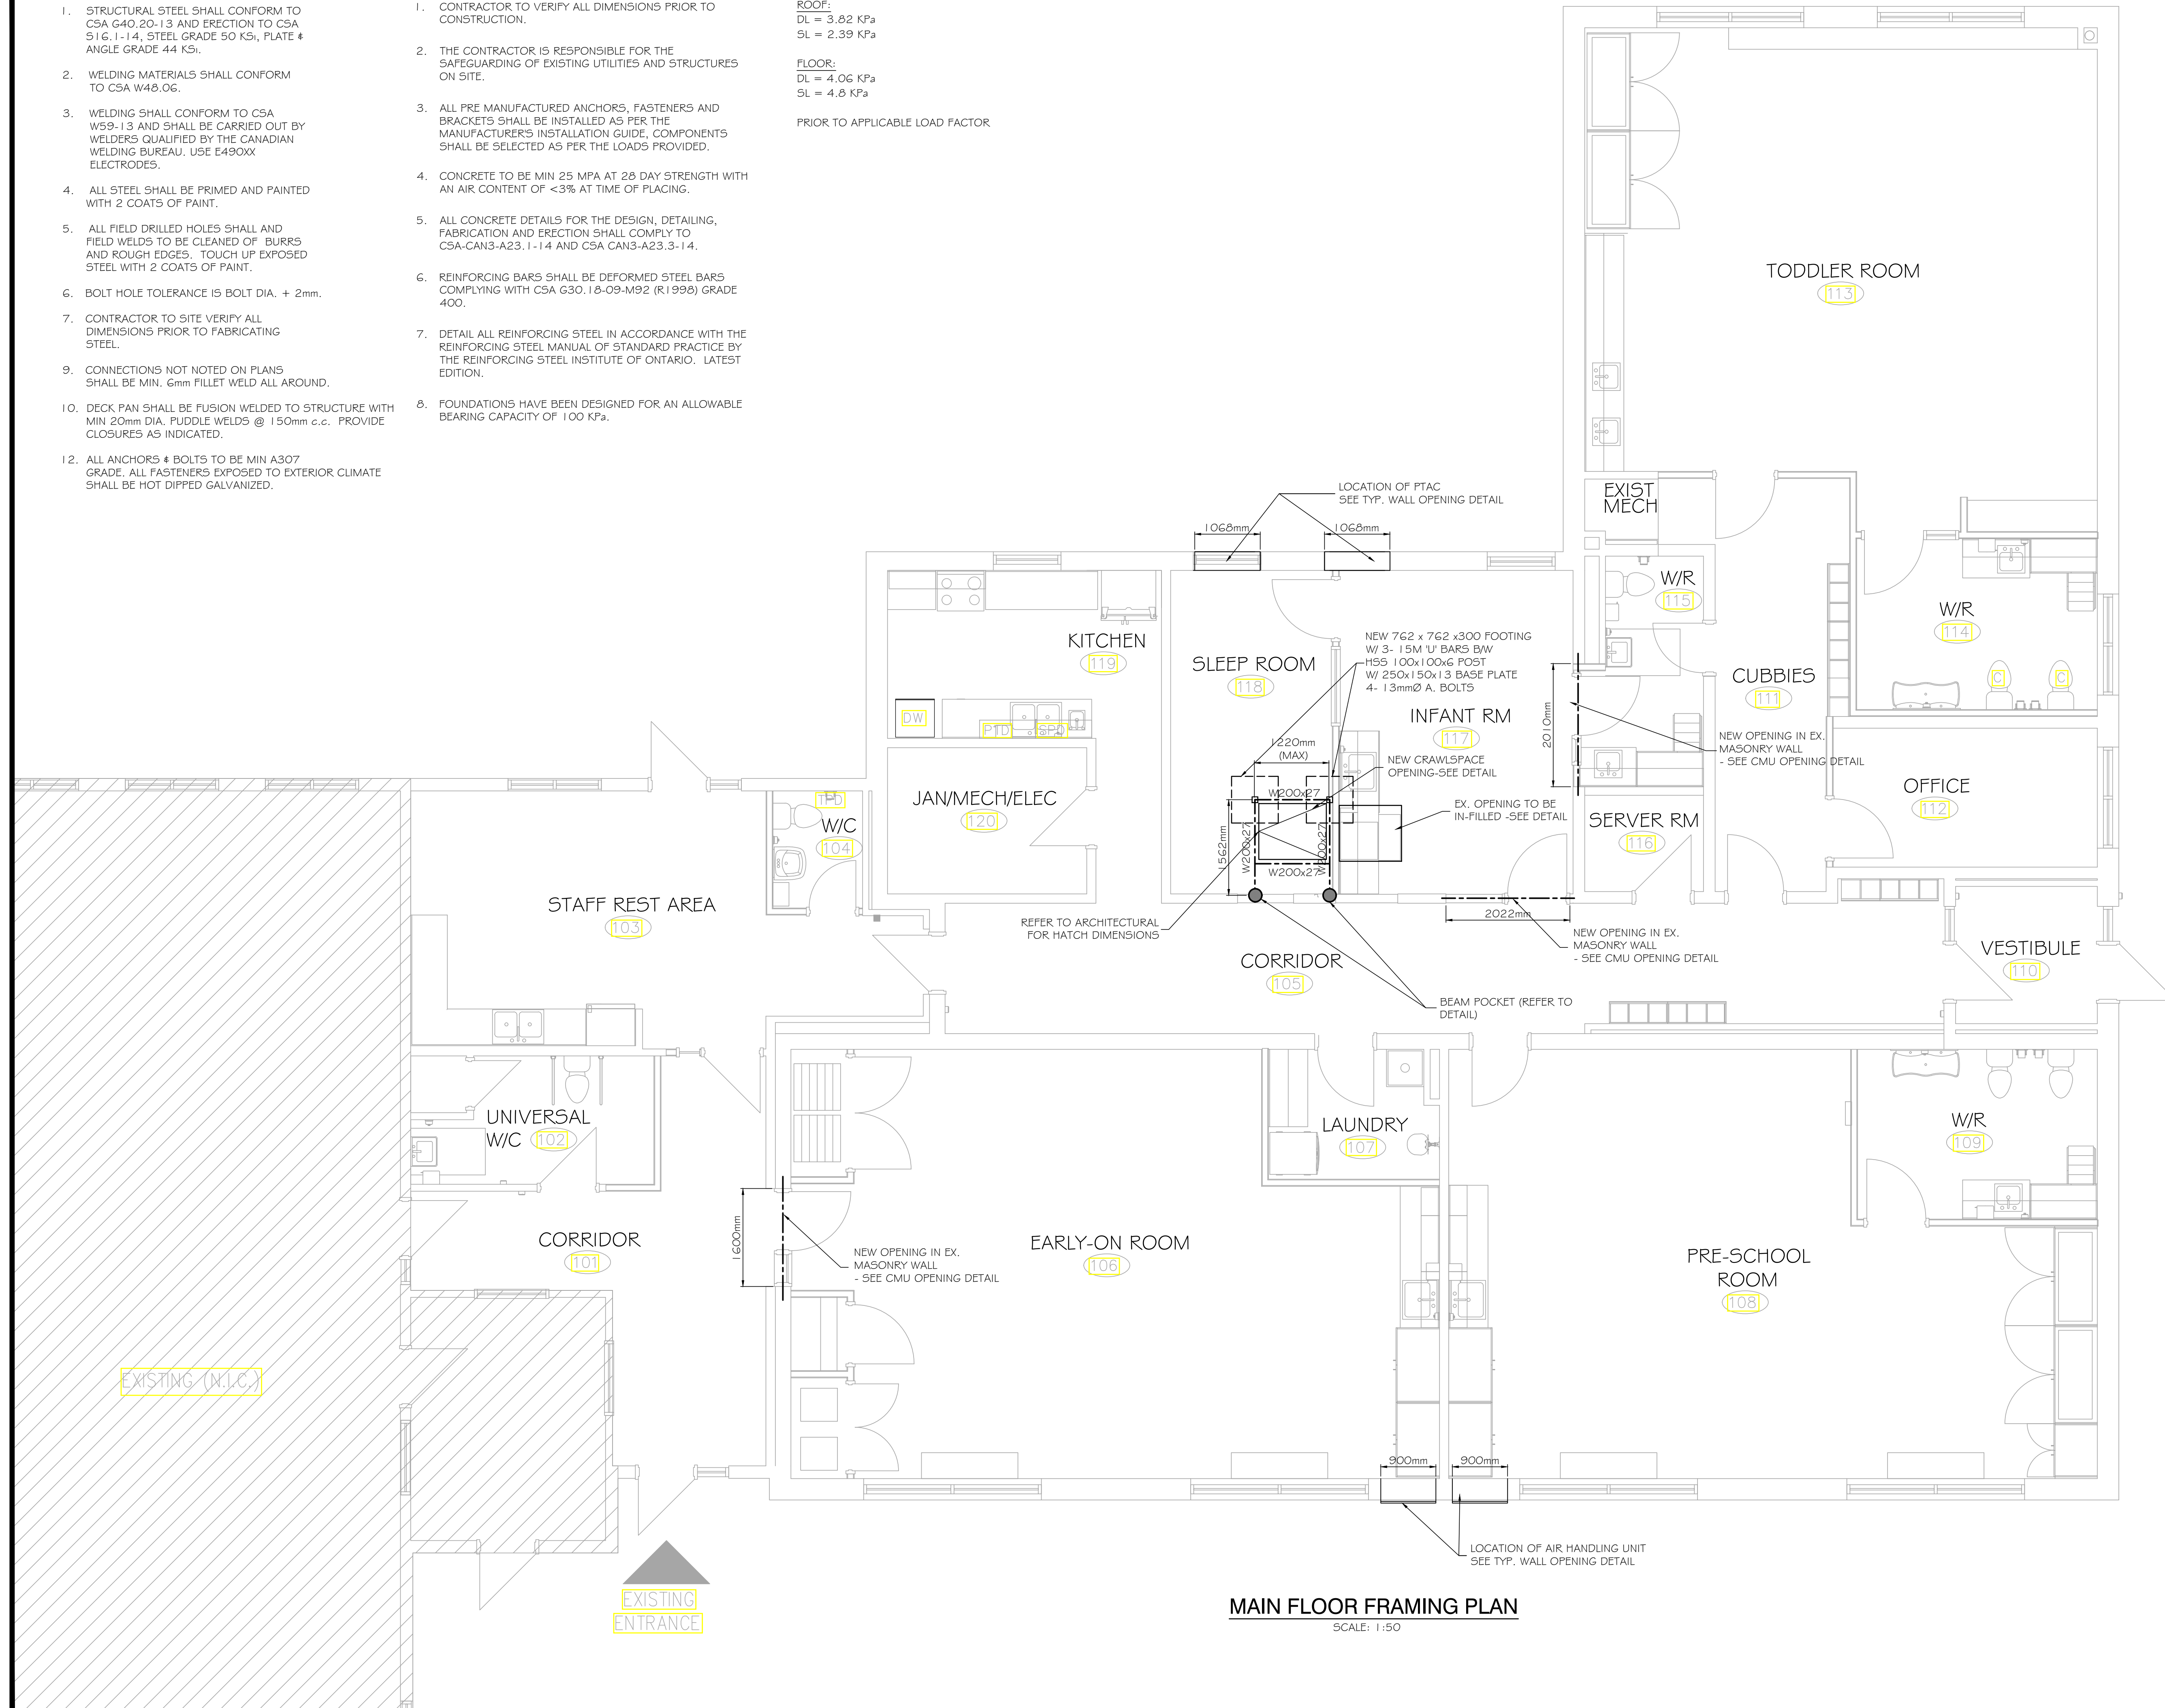 1. STRUCTURAL STEEL SHALL CONFORM TO
CSA G40.20-13 AND ERECTION TO CSA
S16.1-14, STEEL GRADE 50 KSi, PLATE &
ANGLE GRADE 44 KSi.
2. WELDING MATERIALS SHALL CONFORM
TO CSA W48.06.
3. WELDING SHALL CONFORM TO CSA
W59-13 AND SHALL BE CARRIED OUT BY
WELDERS QUALIFIED BY THE CANADIAN
WELDING BUREAU. USE E490XX
ELECTRODES.
4. ALL STEEL SHALL BE PRIMED AND PAINTED
WITH 2 COATS OF PAINT.
5. ALL FIELD DRILLED HOLES SHALL AND
FIELD WELDS TO BE CLEANED OF BURRS
AND ROUGH EDGES. TOUCH UP EXPOSED
STEEL WITH 2 COATS OF PAINT.
6. BOLT HOLE TOLERANCE IS BOLT DIA. + 2mm.
7. CONTRACTOR TO SITE VERIFY ALL
DIMENSIONS PRIOR TO FABRICATING
STEEL.
9. CONNECTIONS NOT NOTED ON PLANS
SHALL BE MIN. 6mm FILLET WELD ALL AROUND.
10. DECK PAN SHALL BE FUSION WELDED TO STRUCTURE WITH
MIN 20mm DIA. PUDDLE WELDS @ 150mm c.c. PROVIDE
CLOSURES AS INDICATED.
12. ALL ANCHORS & BOLTS TO BE MIN A307
GRADE. ALL FASTENERS EXPOSED TO EXTERIOR CLIMATE
SHALL BE HOT DIPPED GALVANIZED.
1. CONTRACTOR TO VERIFY ALL DIMENSIONS PRIOR TO
CONSTRUCTION.
2. THE CONTRACTOR IS RESPONSIBLE FOR THE
SAFEGUARDING OF EXISTING UTILITIES AND STRUCTURES
ON SITE.
3. ALL PRE MANUFACTURED ANCHORS, FASTENERS AND
BRACKETS SHALL BE INSTALLED AS PER THE
MANUFACTURER'S INSTALLATION GUIDE, COMPONENTS
SHALL BE SELECTED AS PER THE LOADS PROVIDED.
4. CONCRETE TO BE MIN 25 MPA AT 28 DAY STRENGTH WITH
AN AIR CONTENT OF <3% AT TIME OF PLACING.
5. ALL CONCRETE DETAILS FOR THE DESIGN, DETAILING,
FABRICATION AND ERECTION SHALL COMPLY TO
CSA-CAN3-A23.1-14 AND CSA CAN3-A23.3-14.
6. REINFORCING BARS SHALL BE DEFORMED STEEL BARS
COMPLYING WITH CSA G30.18-09-M92 (R1998) GRADE
400.
7. DETAIL ALL REINFORCING STEEL IN ACCORDANCE WITH THE
REINFORCING STEEL MANUAL OF STANDARD PRACTICE BY
THE REINFORCING STEEL INSTITUTE OF ONTARIO. LATEST
EDITION.
8. FOUNDATIONS HAVE BEEN DESIGNED FOR AN ALLOWABLE
BEARING CAPACITY OF 100 KPa.
ROOF:
DL = 3.82 KPa
SL = 2.39 KPa
FLOOR:
DL = 4.06 KPa
SL = 4.8 KPa
PRIOR TO APPLICABLE LOAD FACTOR
TODDLER ROOM
113
LOCATION OF PTAC
SEE TYP. WALL OPENING DETAIL
1068mm
1068mm
EXIST
MECH
W/R
115
W/R
114
C
C
KITCHEN
119
DW
PTD
SPD
SLEEP ROOM
118
NEW 762 x 762 x300 FOOTING
W/ 3- 15M 'U' BARS B/W
HSS 100x100x6 POST
W/ 250x150x13 BASE PLATE
4- 13mmØ A. BOLTS
INFANT RM
117
2010mm
CUBBIES
111
NEW OPENING IN EX.
MASONRY WALL
- SEE CMU OPENING DETAIL
1220mm
(MAX)
NEW CRAWLSPACE
OPENING-SEE DETAIL
W200x27
W200x27
W200x27
W200x27
1562mm
EX. OPENING TO BE
IN-FILLED -SEE DETAIL
OFFICE
112
SERVER RM
116
JAN/MECH/ELEC
120
TPD
W/C
104
STAFF REST AREA
103
REFER TO ARCHITECTURAL
FOR HATCH DIMENSIONS
2022mm
NEW OPENING IN EX.
MASONRY WALL
- SEE CMU OPENING DETAIL
CORRIDOR
105
BEAM POCKET (REFER TO
DETAIL)
VESTIBULE
110
UNIVERSAL
W/C
102
LAUNDRY
107
W/R
109
CORRIDOR
101
1600mm
NEW OPENING IN EX.
MASONRY WALL
- SEE CMU OPENING DETAIL
EARLY-ON ROOM
106
PRE-SCHOOL
ROOM
108
EXISTING (N.I.C.)
900mm
900mm
LOCATION OF AIR HANDLING UNIT
SEE TYP. WALL OPENING DETAIL
EXISTING
ENTRANCE
MAIN FLOOR FRAMING PLAN
SCALE: 1:50